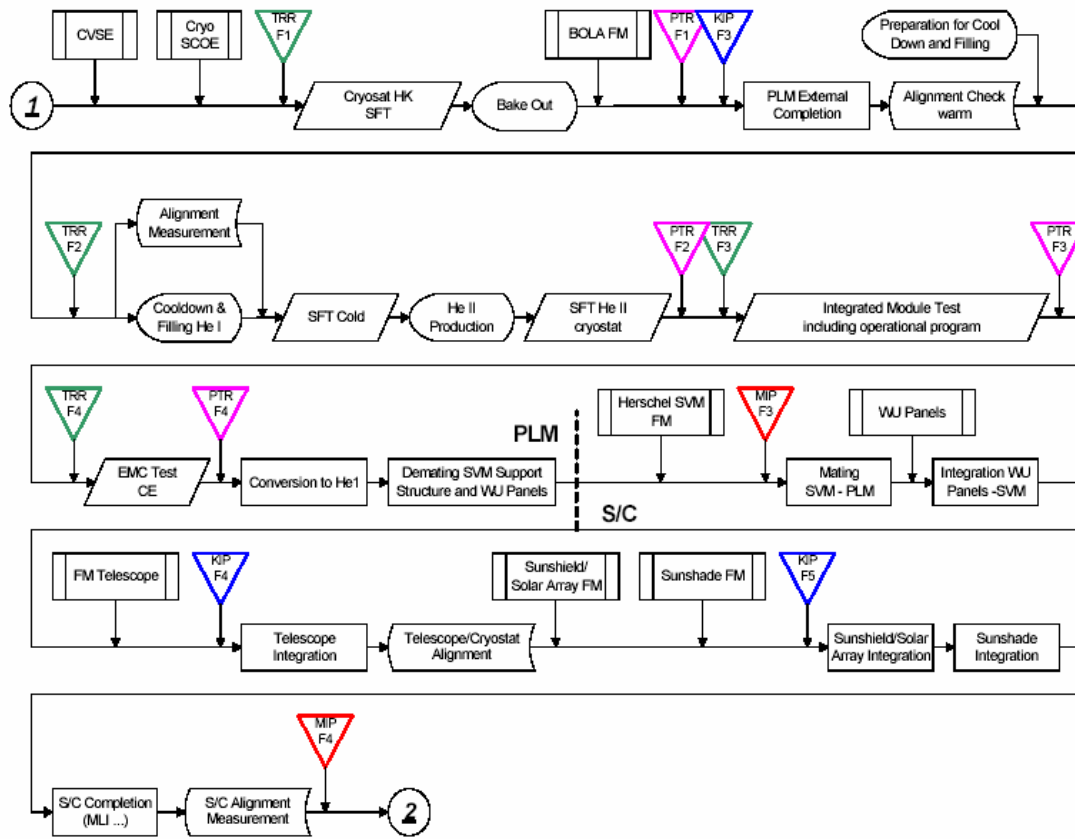 CVSE
Cryo
SCOE
TRR
F1
BOLA FM
PTR
F1
KIP
F3
Preparation for Cool
Down and Filling
1
Cryosat HK
SFT
Bake Out
PLM External
Completion
Alignment Check
warm
TRR
F2
Alignment
Measurement
PTR
F2
TRR
F3
PTR
F3
Cooldown &
Filling He I
SFT Cold
He II
Production
SFT He II
cryostat
Integrated Module Test
including operational program
TRR
F4
PTR
F4
PLM
Herschel SVM
FM
MIP
F3
WU Panels
EMC Test
CE
Conversion to He1
Demating SVM Support
Structure and WU Panels
Mating
SVM - PLM
Integration WU
Panels -SVM
S/C
FM Telescope
KIP
F4
Sunshield/
Solar Array FM
Sunshade FM
KIP
F5
Telescope
Integration
Telescope/Cryostat
Alignment
Sunshield/Solar
Array Integration
Sunshade
Integration
MIP
F4
S/C Completion
(MLI ...)
S/C Alignment
Measurement
2